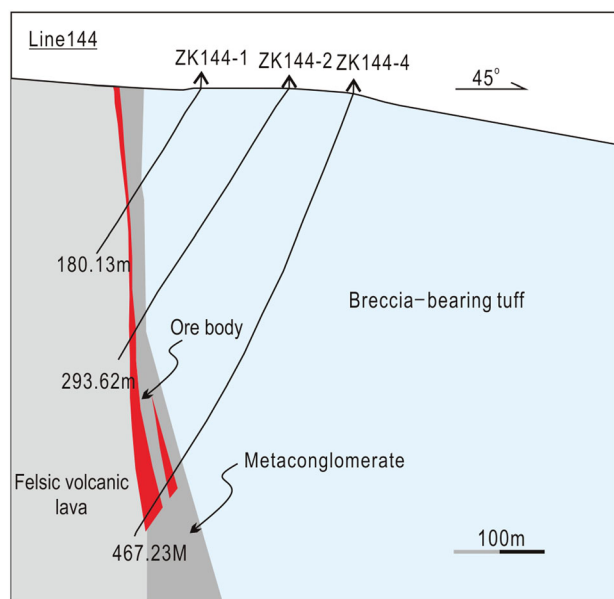 Line144
ZK144-1 ZK144-2 ZK144-4
45°
180.13m
Breccia-bearing tuff
Ore body
293.62m
Metaconglomerate
Felsic volcanic
lava
100m
467.23M